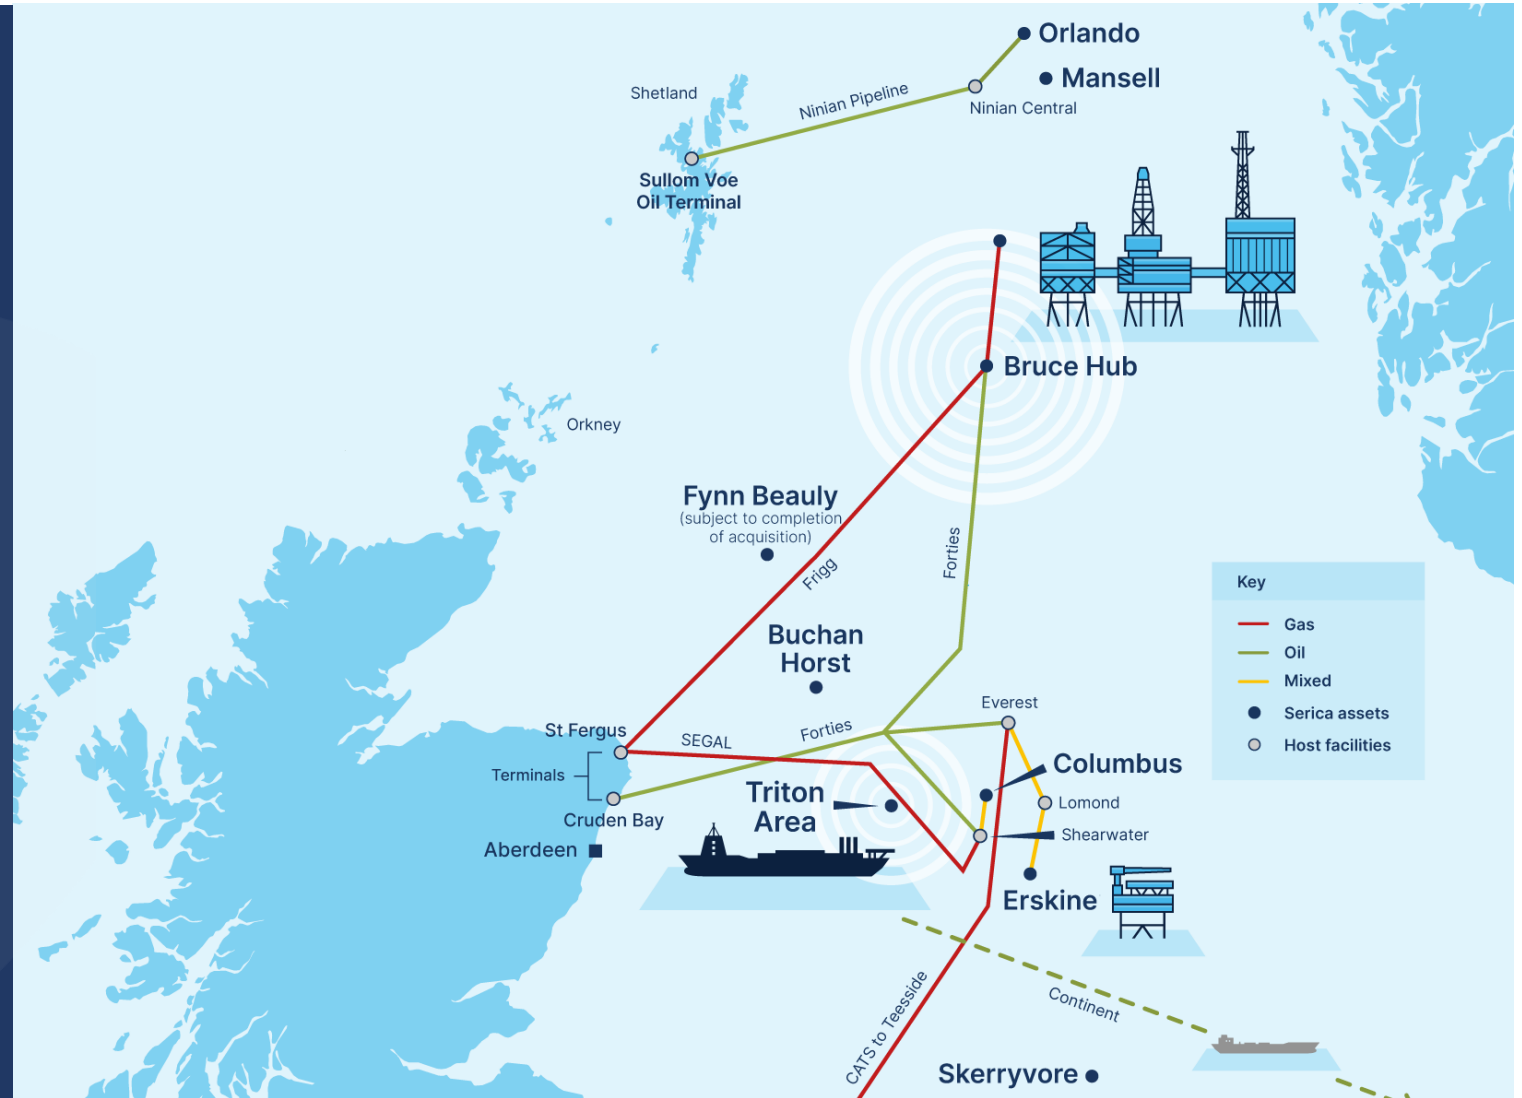 Orlando
Mansell
Shetland
Ninian Pipeline
Ninian Central
Sullom Voe
Oil Terminal
Bruce Hub
Orkney
Fynn Beauly
(subject to completion
of acquisition)
Forties
Frigg
Key
Gas
Oil
Mixed
Serica assets
Host facilities
Buchan
Horst
Everest
St Fergus
SEGAL
Forties
Terminals
Columbus
Triton
Area
Lomond
Cruden Bay
Shearwater
Aberdeen
Erskine
CATS to Teesside
Continent
Skerryvore